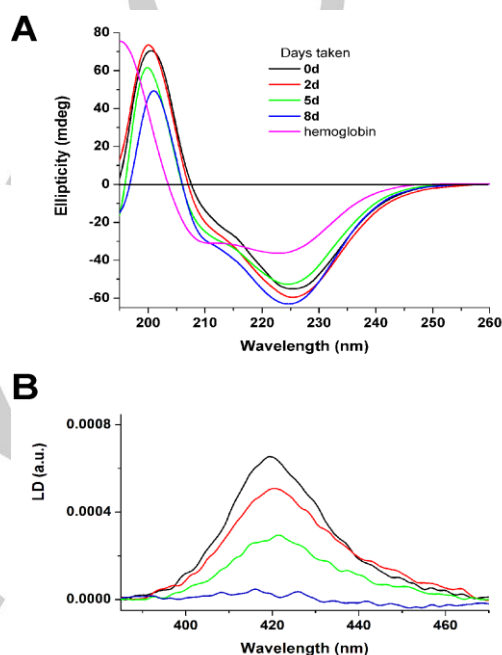 A
80
60
40
20
0
-20
-40
-60
Ellipticity (mdeg)
Days taken
0d
2d
5d
8d
hemoglobin
200 210 220 230 240 250 260
Wavelength (nm)
B
0.0008
0.0004
0.0000
LD (a.u.)
400 420 440 460
Wavelength (nm)